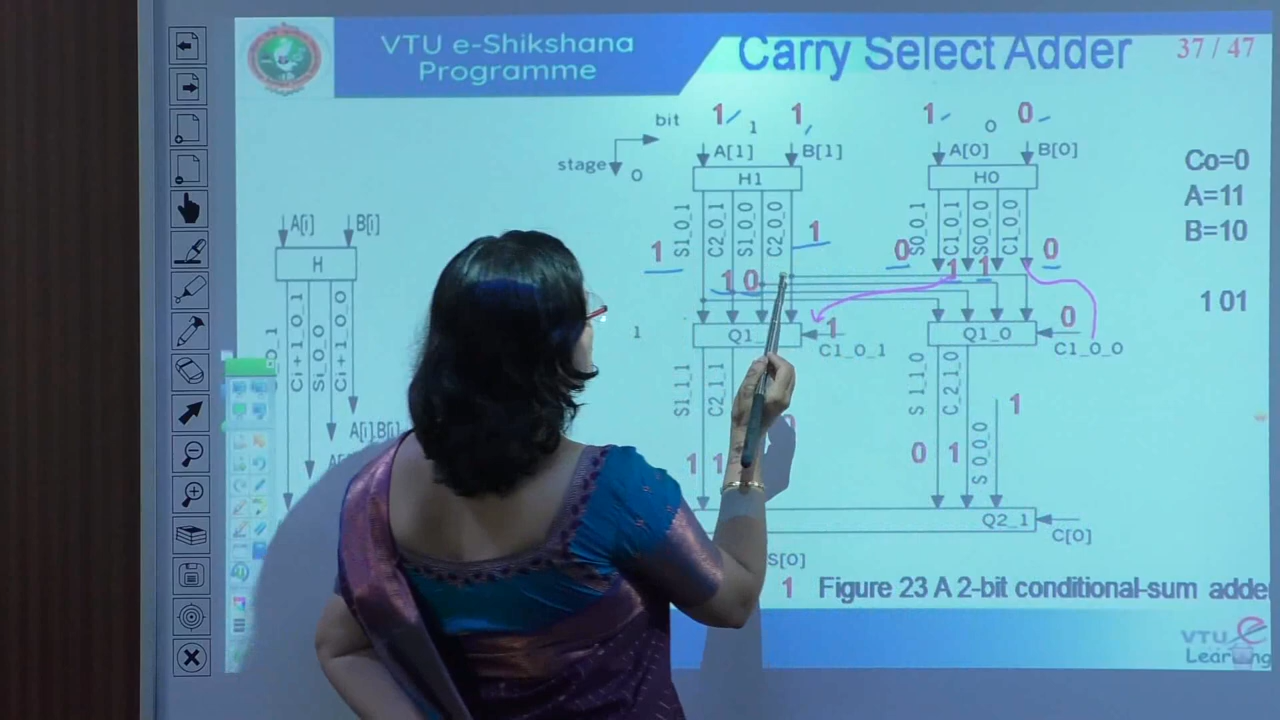 VTU e-Shikshana
Programme
Carry Select Adder
37 / 47
bit 1 1 1 1 0 0
stage 0
A[1] B[1] A[0] B[0]
H1 H0
Co=0
A=11
B=10
1 01
A[i] B[i]
H
Ci+1_0_1
Si_0_0
Ci+1_0_0
A[i].B[i]
S1_0_1
C2_0_1
S1_0_0
C2_0_0
S0_0_1
C1_0_1
S0_0_0
C1_0_0
1 1 0 1 0 1 1 0
1
1 0
C1_0_1 C1_0_0
Q1_0
S1_1_1
C2_1_1
S_1_1_0
C_2_1_0
S_0_0_0
1
1 1 0 1
Q2_1
C[0]
S[0]
1
Figure 23 A 2-bit conditional-sum adde
VTU e
Learning